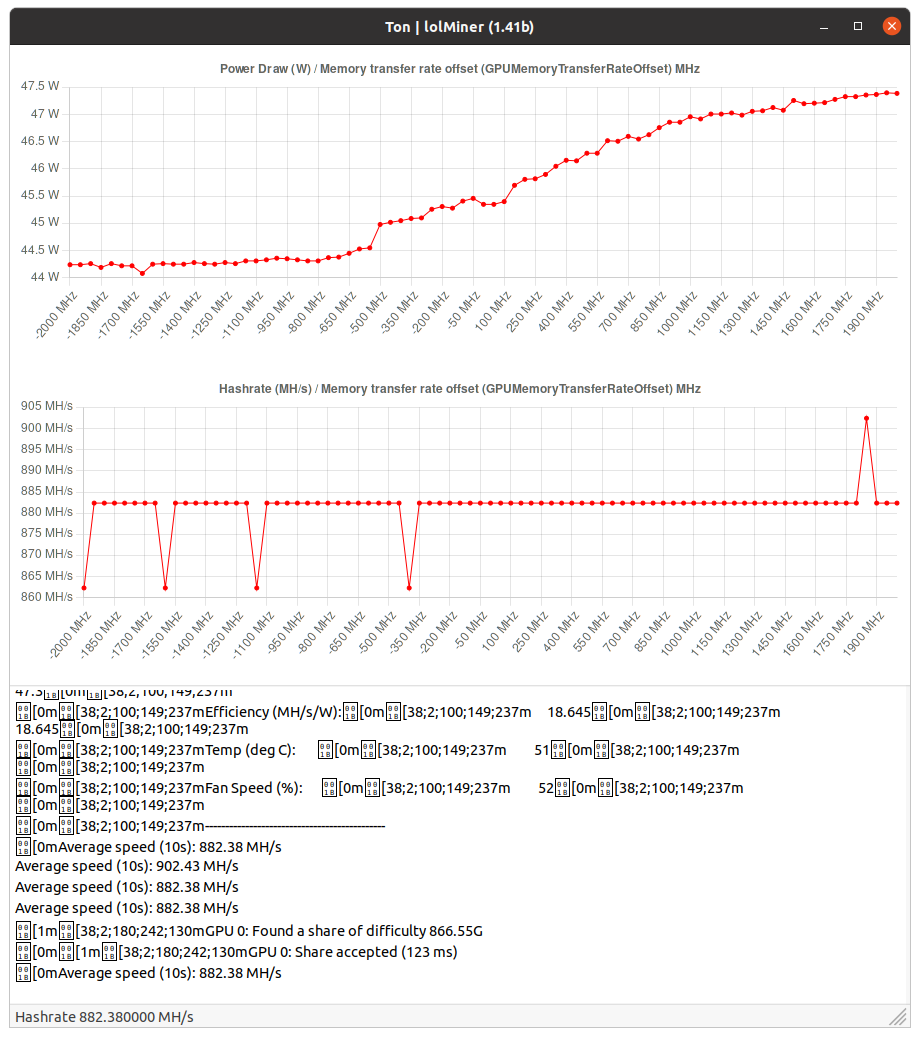 Ton | lolMiner (1.41b)
Power Draw (W) / Memory transfer rate offset (GPUMemoryTransferRateOffset) MHz
47.5 W
47 W
46.5 W
46 W
45.5 W
45 W
44.5 W
44 W
-2000 MHz
-1850 MHz
-1700 MHz
-1550 MHz
-1400 MHz
-1250 MHz
-1100 MHz
-950 MHz
-800 MHz
-650 MHz
-500 MHz
-350 MHz
-200 MHz
-50 MHz
100 MHz
250 MHz
400 MHz
550 MHz
700 MHz
850 MHz
1000 MHz
1150 MHz
1300 MHz
1450 MHz
1600 MHz
1750 MHz
1900 MHz
Hashrate (MH/s) / Memory transfer rate offset (GPUMemoryTransferRateOffset) MHz
905 MH/s
900 MH/s
895 MH/s
890 MH/s
885 MH/s
880 MH/s
875 MH/s
870 MH/s
865 MH/s
860 MH/s
-2000 MHz
-1850 MHz
-1700 MHz
-1550 MHz
-1400 MHz
-1250 MHz
-1100 MHz
-950 MHz
-800 MHz
-650 MHz
-500 MHz
-350 MHz
-200 MHz
-50 MHz
100 MHz
250 MHz
400 MHz
550 MHz
700 MHz
850 MHz
1000 MHz
1150 MHz
1300 MHz
1450 MHz
1600 MHz
1750 MHz
1900 MHz
[0m [38;2;100;149;237m
[0m [38;2;100;149;237mEfficiency (MH/s/W): [0m [38;2;100;149;237m 18.645 [0m [38;2;100;149;237m
18.645 [0m [38;2;100;149;237m
[0m [38;2;100;149;237mTemp (deg C): [0m [38;2;100;149;237m 51 [0m [38;2;100;149;237m
[0m [38;2;100;149;237m
[0m [38;2;100;149;237mFan Speed (%): [0m [38;2;100;149;237m 52 [0m [38;2;100;149;237m
[0m [38;2;100;149;237m
[0m [38;2;100;149;237m---------------------------------------------
[0mAverage speed (10s): 882.38 MH/s
Average speed (10s): 902.43 MH/s
Average speed (10s): 882.38 MH/s
Average speed (10s): 882.38 MH/s
[1m [38;2;180;242;130mGPU 0: Found a share of difficulty 866.55G
[0m [1m [38;2;180;242;130mGPU 0: Share accepted (123 ms)
[0mAverage speed (10s): 882.38 MH/s
Hashrate 882.380000 MH/s